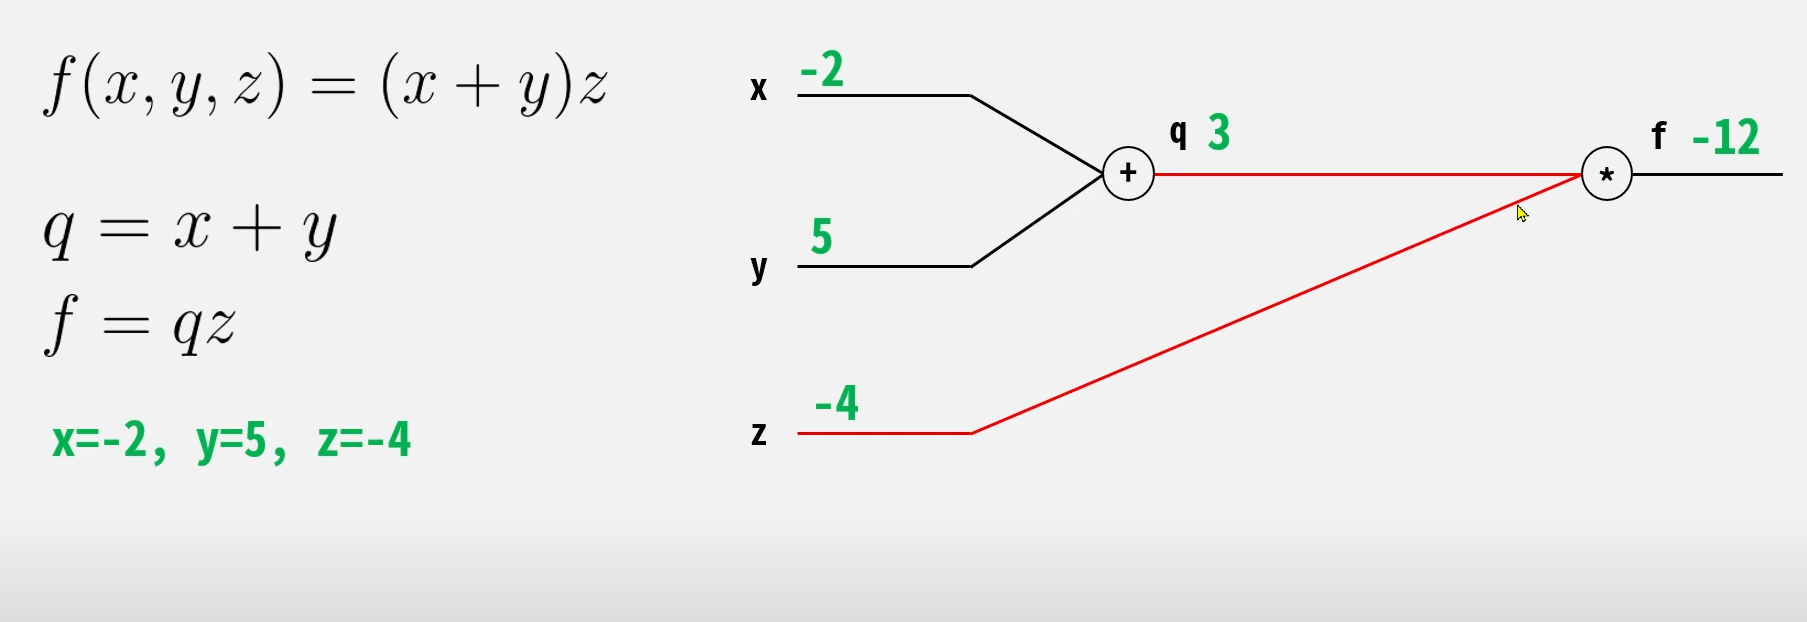 f(x, y, z) = (x + y)z
q = x + y
f = qz
x=-2, y=5, z=-4
x -2
+
q 3
*
f -12
y 5
z -4